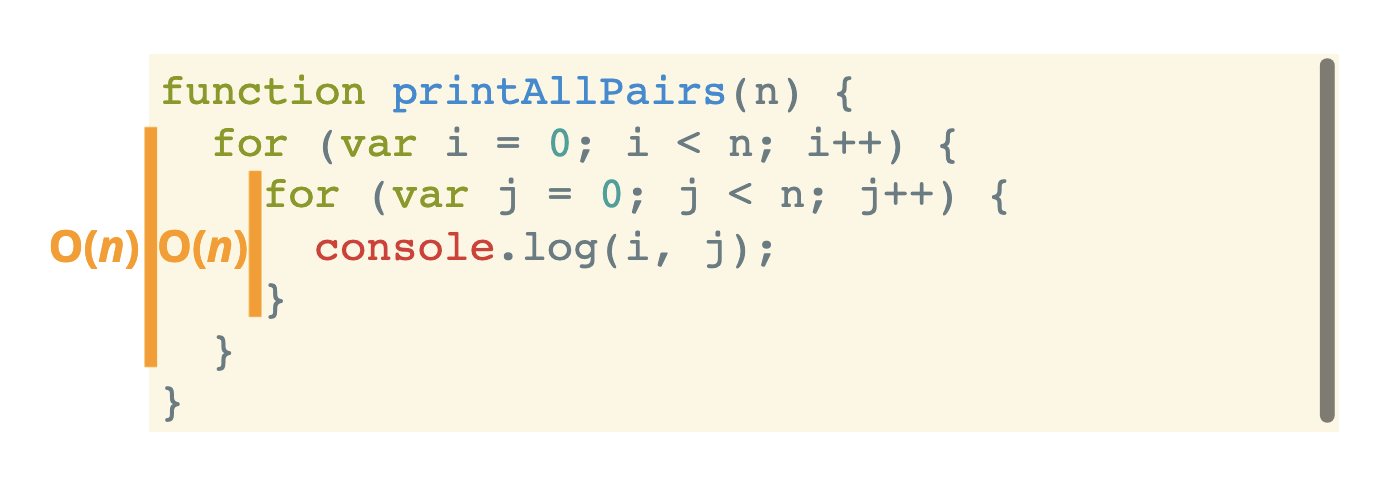 function printAllPairs(n) {
  for (var i = 0; i < n; i++) {
    for (var j = 0; j < n; j++) {
O(n) O(n) console.log(i, j);
    }
  }
}